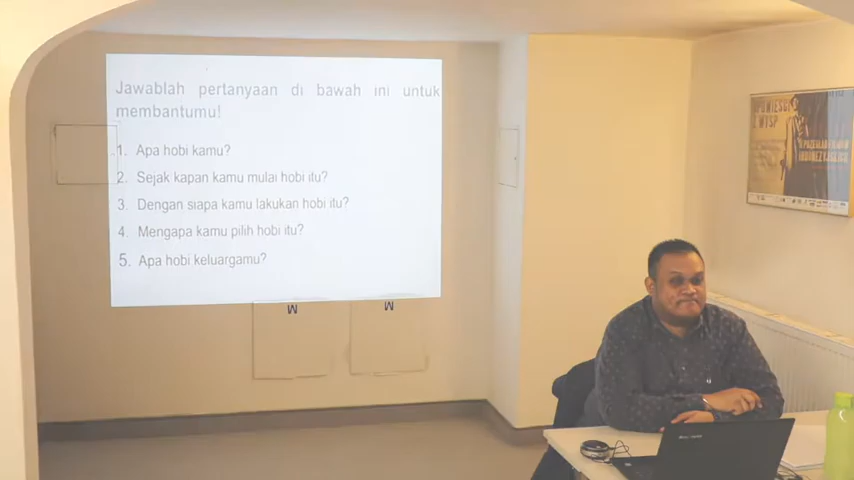 Jawablah pertanyaan di bawah ini untuk
membantumu!
1. Apa hobi kamu?
2. Sejak kapan kamu mulai hobi itu?
3. Dengan siapa kamu lakukan hobi itu?
4. Mengapa kamu pilih hobi itu?
5. Apa hobi keluargamu?
M
M